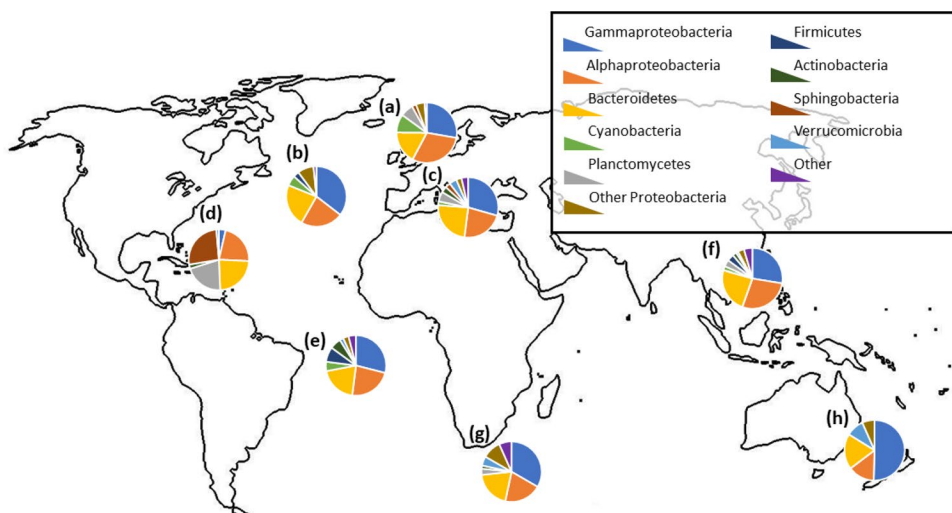 Gammaproteobacteria
Firmicutes
Alphaproteobacteria
Actinobacteria
Bacteroidetes
Sphingobacteria
Cyanobacteria
Verrucomicrobia
Planctomycetes
Other
Other Proteobacteria
(a)
(b)
(c)
(d)
(f)
(e)
(h)
(g)